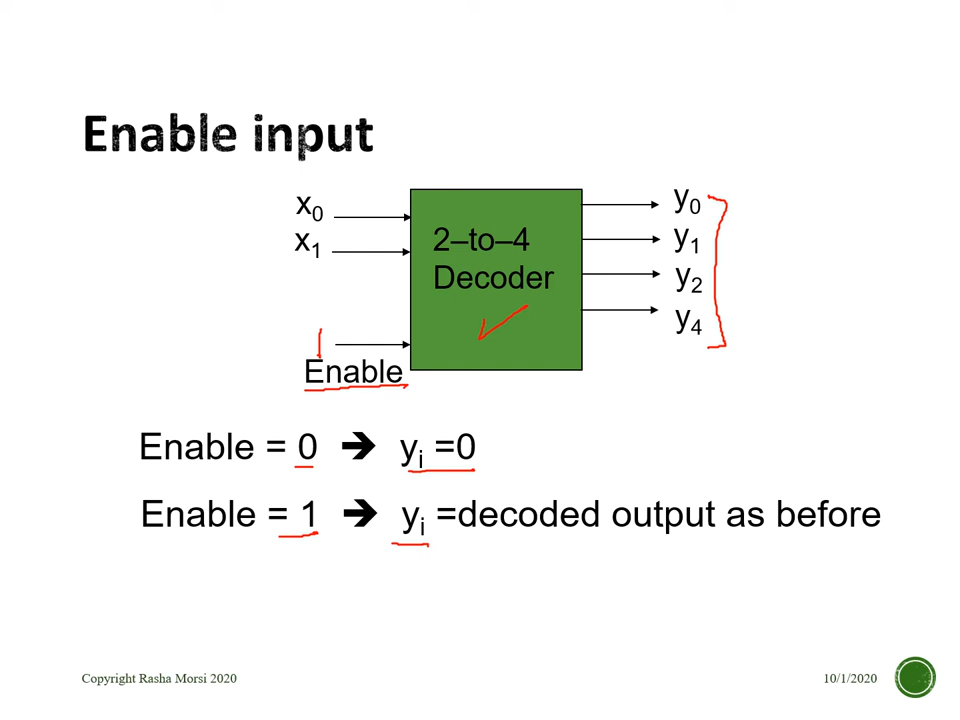 Enable input
x0
x1
2–to–4
Decoder
y0
y1
y2
y4
1
Enable
Enable = 0 ➔ yi =0
Enable = 1 ➔ yi =decoded output as before
Copyright Rasha Morsi 2020
10/1/2020